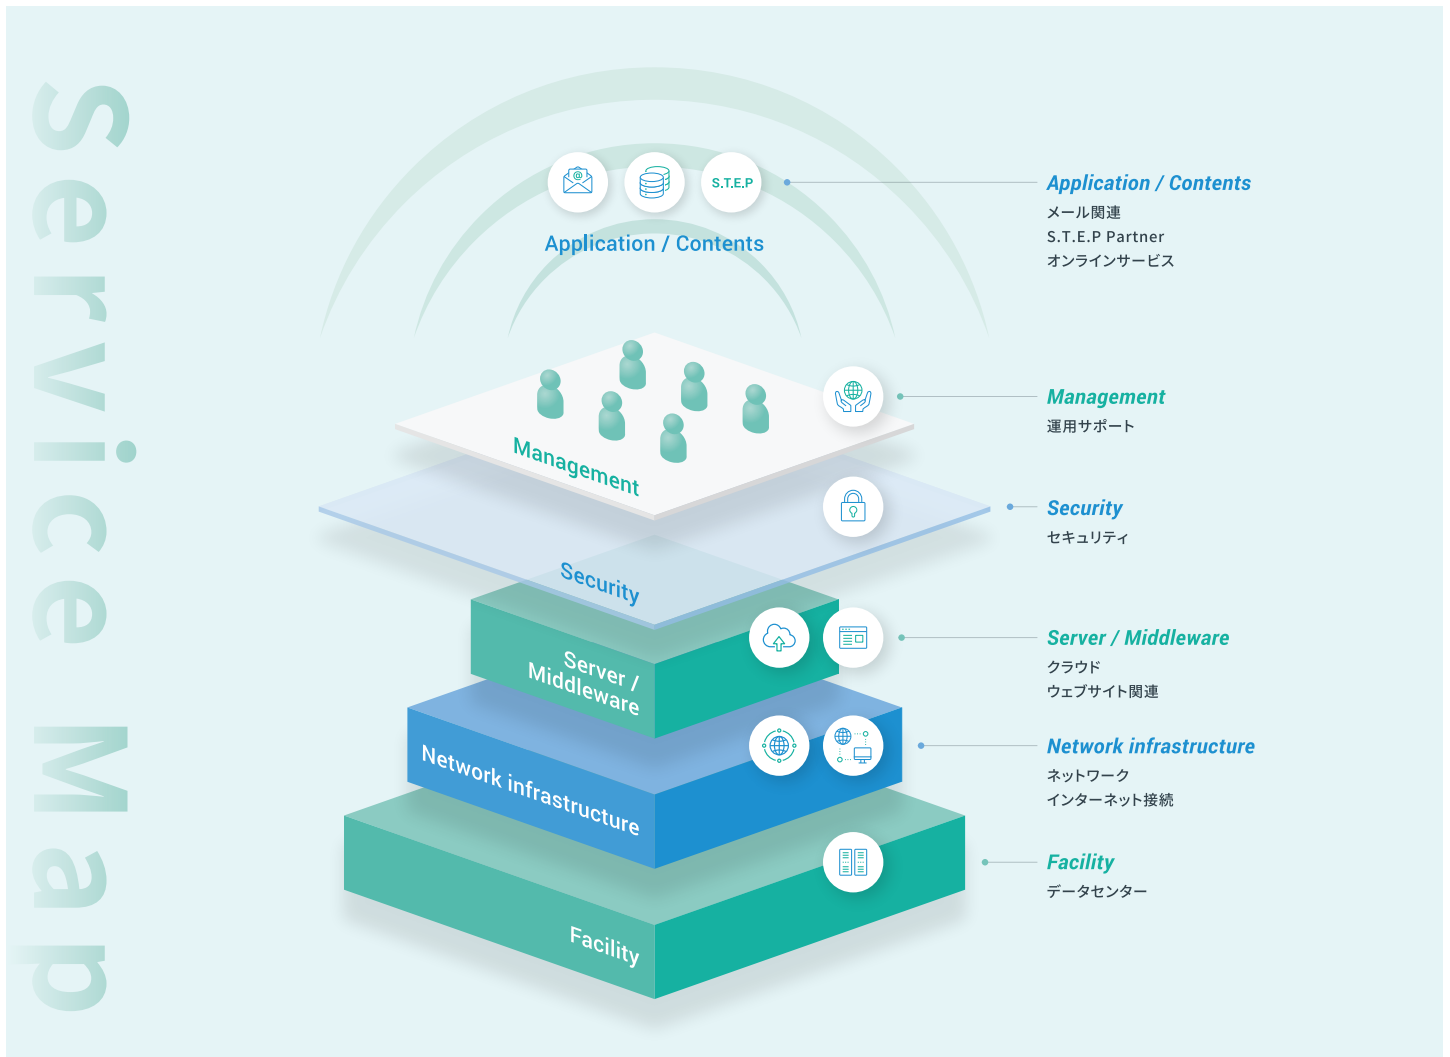 Service Map
S.T.E.P
Application / Contents
Management
Security
Server /
Middleware
Network infrastructure
Facility
Application / Contents
メール関連
S.T.E.P Partner
オンラインサービス
Management
運用サポート
Security
セキュリティ
Server / Middleware
クラウド
ウェブサイト関連
Network infrastructure
ネットワーク
インターネット接続
Facility
データセンター